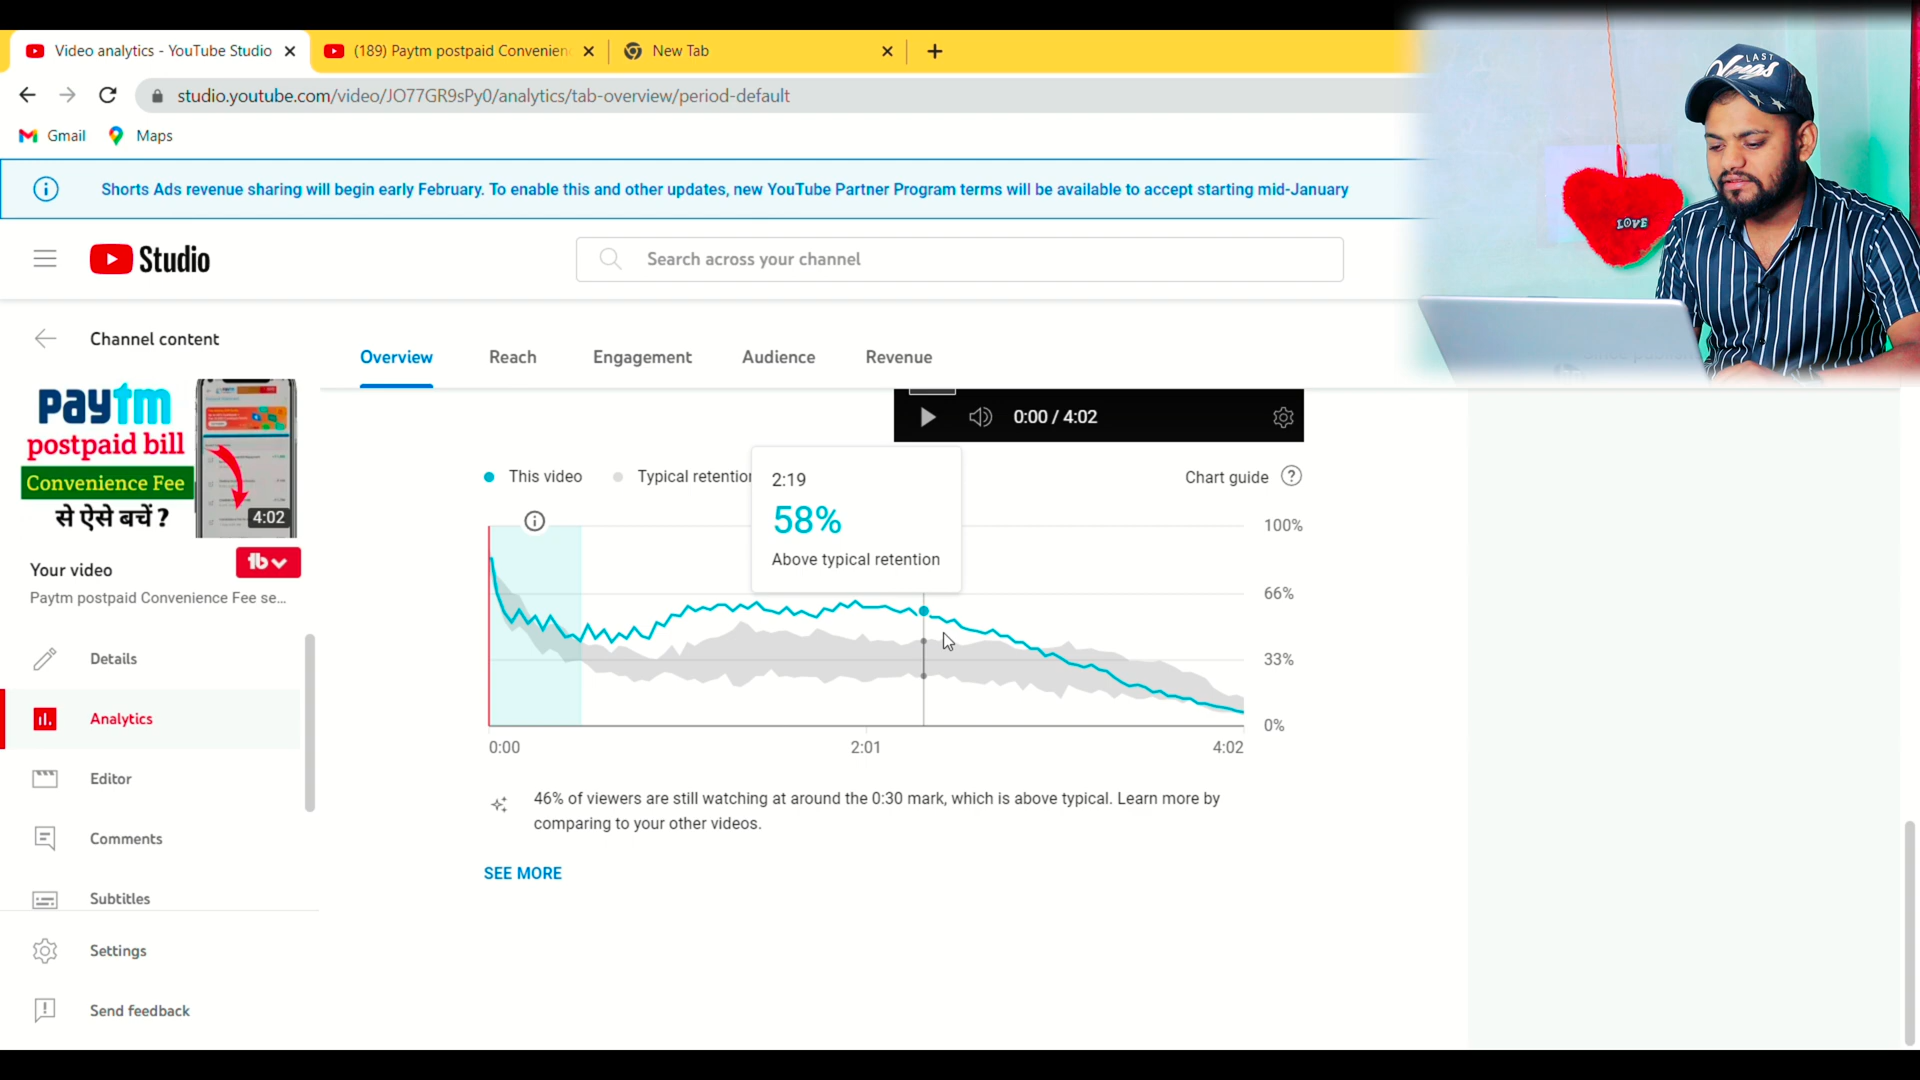 Video analytics - YouTube Studio
(189) Paytm postpaid Convenien
New Tab
studio.youtube.com/video/JO77GR9sPy0/analytics/tab-overview/period-default
Gmail
Maps
Shorts Ads revenue sharing will begin early February. To enable this and other updates, new YouTube Partner Program terms will be available to accept starting mid-January
Studio
Search across your channel
LAST
Kings
LOVE
Channel content
Overview
Reach
Engagement
Audience
Revenue
paytm
postpaid bill
Convenience Fee
से ऐसे बचें ?
4:02
0:00 / 4:02
This video
Typical retention
Chart guide
2:19
58%
Above typical retention
100%
66%
33%
0%
0:00
2:01
4:02
46% of viewers are still watching at around the 0:30 mark, which is above typical. Learn more by
comparing to your other videos.
SEE MORE
Your video
tb
Paytm postpaid Convenience Fee se...
Details
Analytics
Editor
Comments
Subtitles
Settings
Send feedback